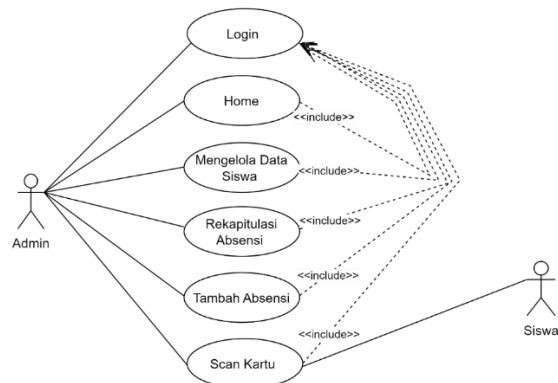 Login
Home
<<include>>
Mengelola Data
Siswa
<<include>>
Rekapitulasi
Absensi
<<include>>
Admin
Tambah Absensi
<<include>>
<<include>>
Scan Kartu
Siswa